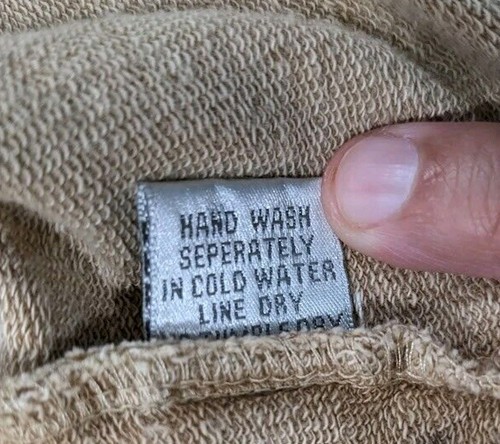 HAND WASH
SEPERATELY
IN COLD WATER
LINE DRY